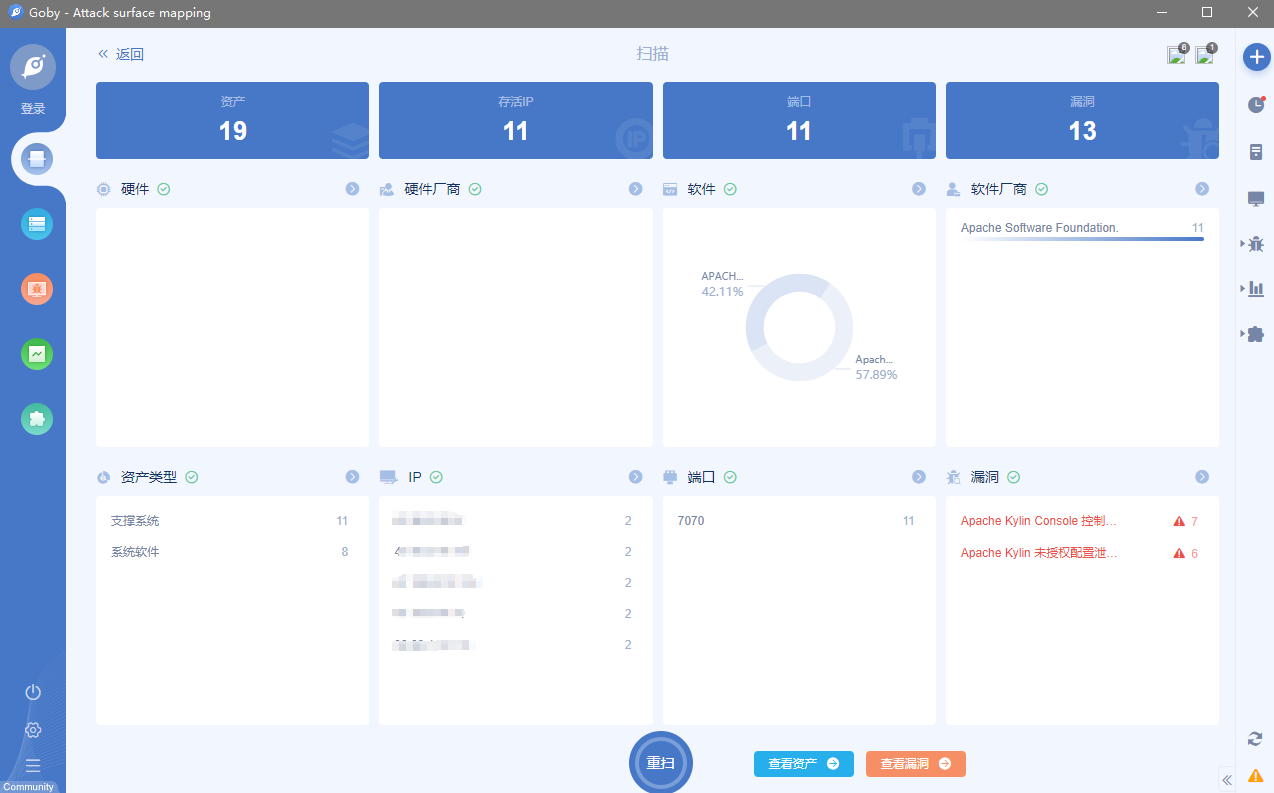 Goby - Attack surface mapping
登录
返回
扫描
8
1
资产
19
存活IP
11
端口
11
漏洞
13
硬件
硬件厂商
软件
软件厂商
APACH...
42.11%
Apach...
57.89%
Apache Software Foundation. 11
资产类型
IP
端口
漏洞
支撑系统 11
系统软件 8
2
2
2
2
2
7070 11
Apache Kylin Console 控制... 7
Apache Kylin 未授权配置泄... 6
重扫
查看资产
查看漏洞
Community